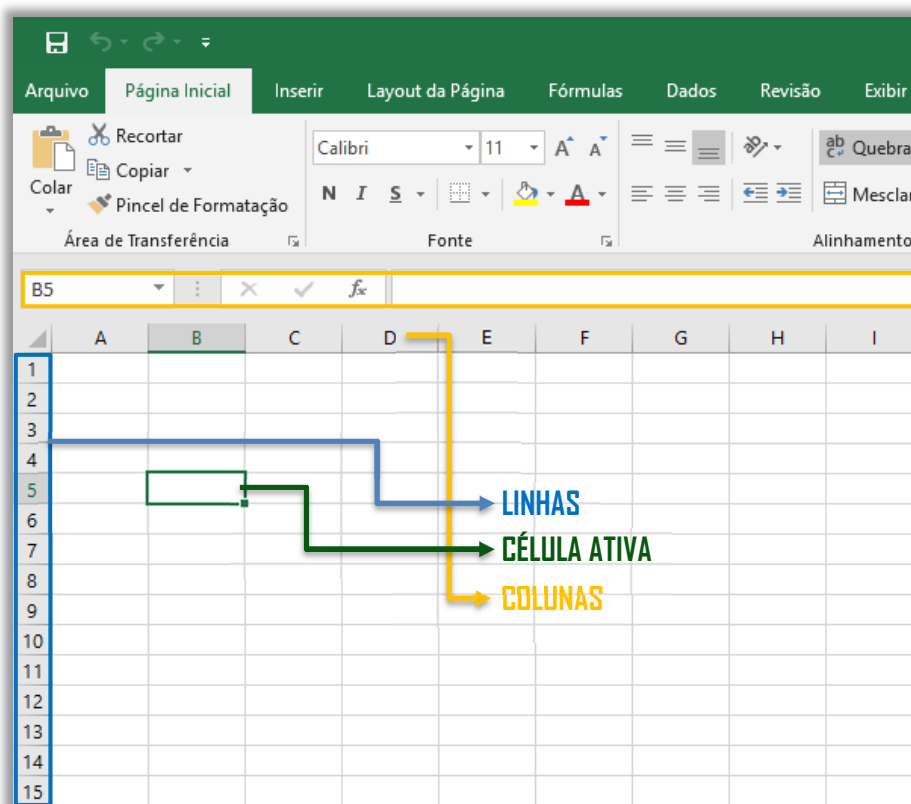 Arquivo Página Inicial Inserir Layout da Página Fórmulas Dados Revisão Exibir
Colar
Recortar
Copiar
Pincel de Formatação
Calibri 11 A A
N I S A
ab Quebra
Mesclar
Área de Transferência Fonte Alinhamento
B5 fx
A B C D E F G H I
1
2
3
4
5
6
7
8
9
10
11
12
13
14
15
LINHAS
CÉLULA ATIVA
COLUNAS